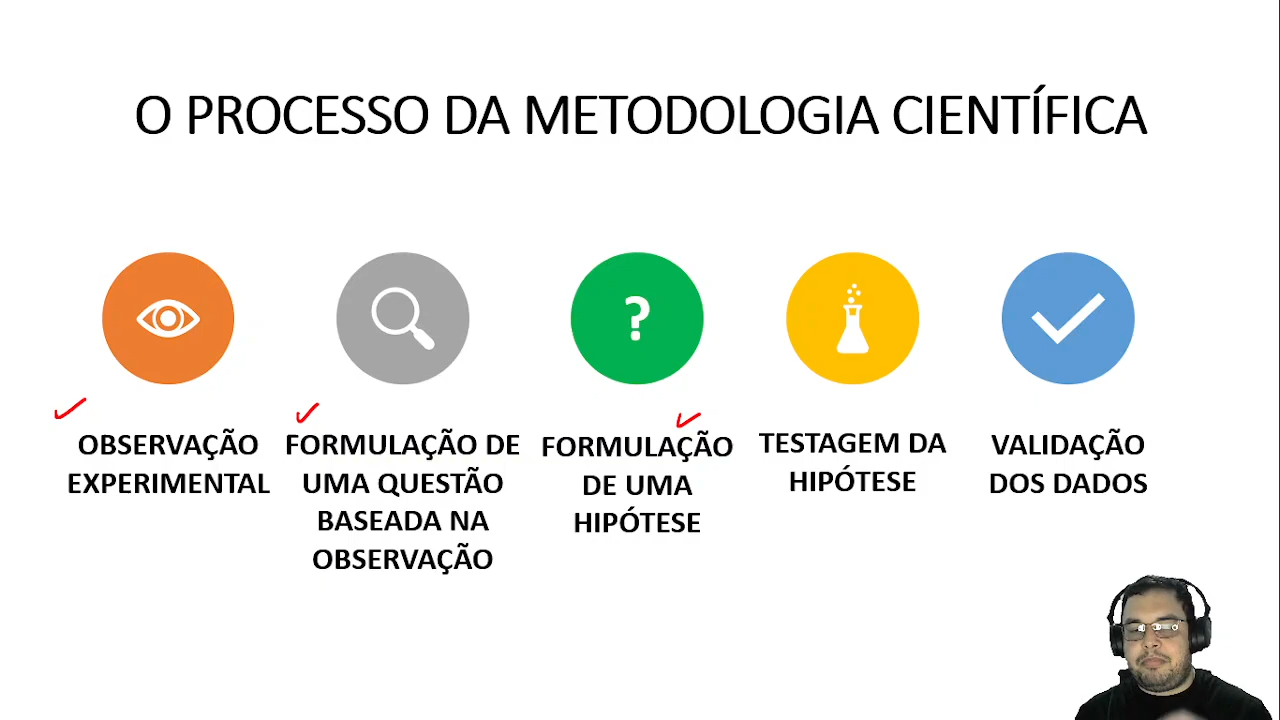 O PROCESSO DA METODOLOGIA CIENTÍFICA
?
OBSERVAÇÃO
EXPERIMENTAL
FORMULAÇÃO DE
UMA QUESTÃO
BASEADA NA
OBSERVAÇÃO
FORMULAÇÃO
DE UMA
HIPÓTESE
TESTAGEM DA
HIPÓTESE
VALIDAÇÃO
DOS DADOS